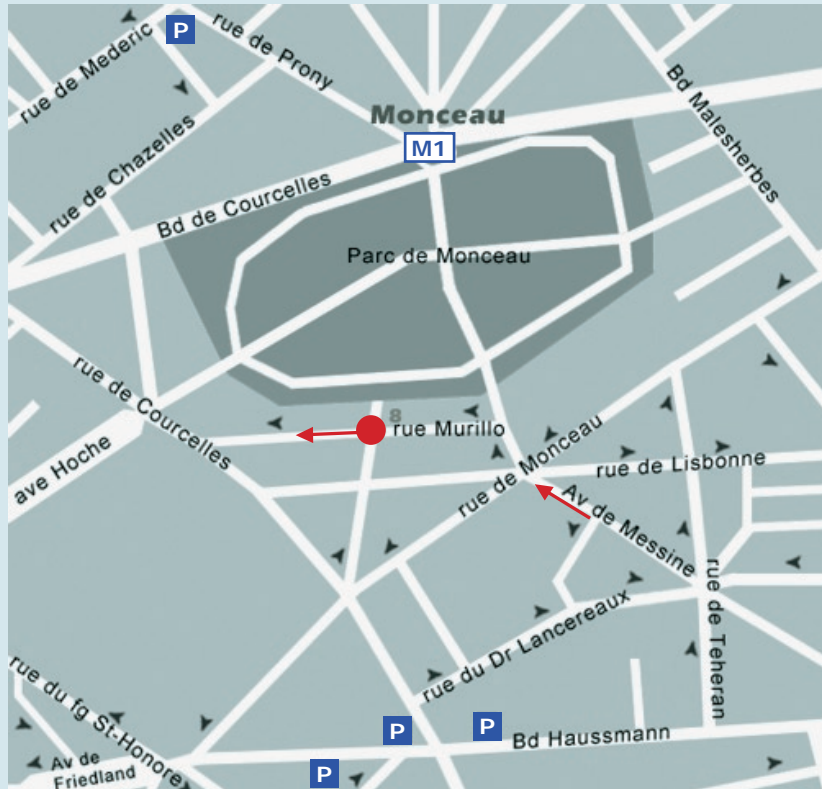 P
rue de Mederic
rue de Prony
Monceau
M1
Bd Malesherbes
rue de Chazelles
Bd de Courcelles
Parc de Monceau
rue de Courcelles
8
rue Murillo
ave Hoche
rue de Monceau
rue de Lisbonne
Av de Messine
rue de Teheran
rue du Dr Lancereaux
rue du fg St-Honore
P
P
Bd Haussmann
Av de
Friedland
P